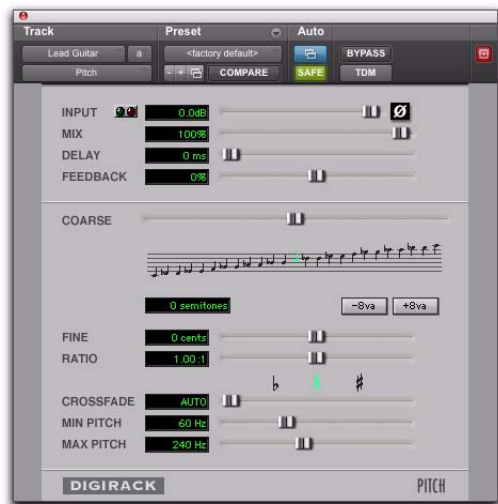 Track Preset Auto
Lead Guitar a <factory default> BYPASS
Pitch - + COMPARE SAFE TDM
INPUT 0.0dB Ø
MIX 100%
DELAY 0 ms
FEEDBACK 0%
COARSE
0 semitones -8va +8va
FINE 0 cents
RATIO 1.00:1
♭ ♮ ♯
CROSSFADE AUTO
MIN PITCH 60 Hz
MAX PITCH 240 Hz
DIGIRACK PITCH